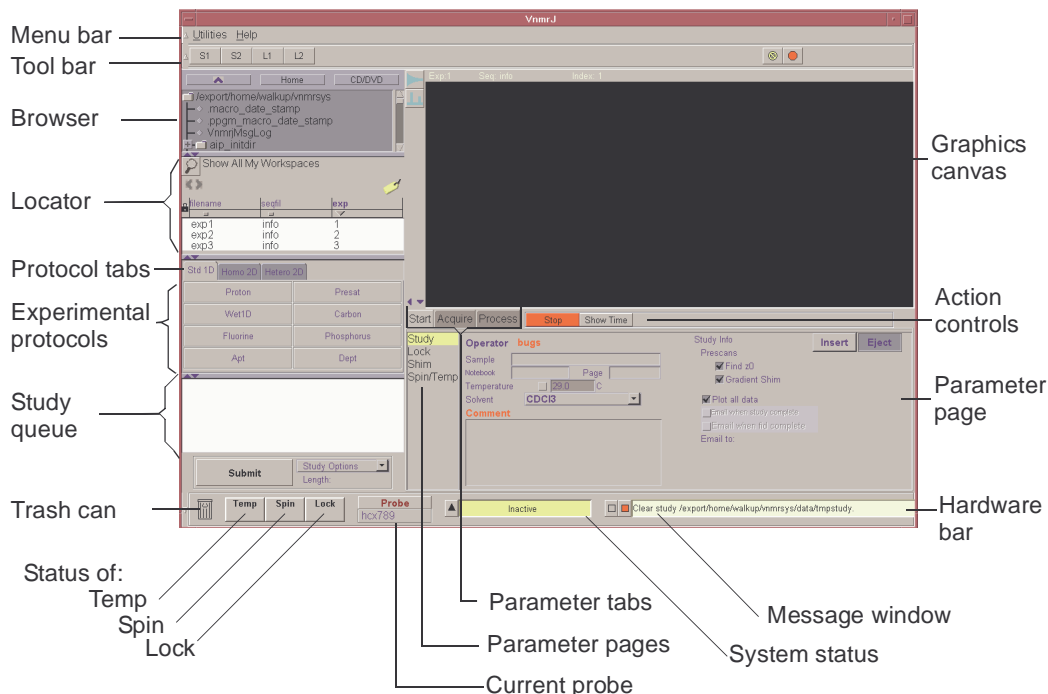 VnmrJ
Menu bar
Utilities Help
Tool bar
S1 S2 L1 L2
Home CD/DVD
Exp:1 Seq: info Index: 1
Browser
/export/home/walkup/vnmrsys
.macro_date_stamp
.ppgm_macro_date_stamp
VnmrjMsgLog
aip_initdir
Graphics
canvas
Locator
Show All My Workspaces
filename seqfil exp
exp1 info 1
exp2 info 2
exp3 info 3
Protocol tabs
Std 1D Homo 2D Hetero 2D
Experimental
protocols
Proton Presat
Wet1D Carbon
Fluorine Phosphorus
Apt Dept
Action
controls
Start Acquire Process Stop Show Time
Study
Lock
Shim
Spin/Temp
Operator bugs
Sample
Notebook Page
Temperature 29.0 C
Solvent CDCl3
Comment
Study Info
Prescans
Find z0
Gradient Shim
Plot all data
Email when study complete
Email when fid complete
Email to:
Insert Eject
Parameter
page
Study
queue
Submit Study Options
Length:
Trash can
Temp Spin Lock
Probe
hcx789
Inactive
Clear study /export/home/walkup/vnmrsys/data/tmpstudy.
Hardware
bar
Status of:
Temp
Spin
Lock
Parameter tabs
Parameter pages
Current probe
Message window
System status